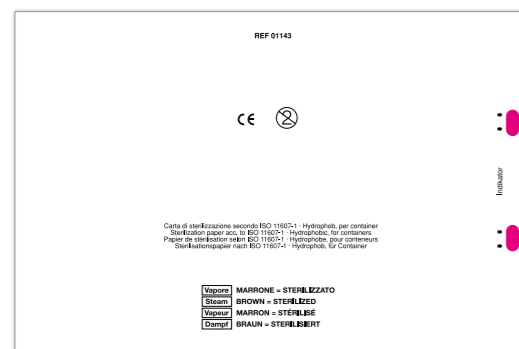 REF 01143
CE 2
Indikator
Carta di sterilizzazione secondo ISO 11607-1 · Hydrophob, per container
Sterilization paper acc. to ISO 11607-1 · Hydrophobic, for containers
Papier de stérilisation selon ISO 11607-1 · Hydrophobe, pour conteneurs
Sterilisationspapier nach ISO 11607-1 · Hydrophob, für Container
Vapore MARRONE = STERILIZZATO
Steam BROWN = STERILIZED
Vapeur MARRON = STÉRILISÉ
Dampf BRAUN = STERILISIERT